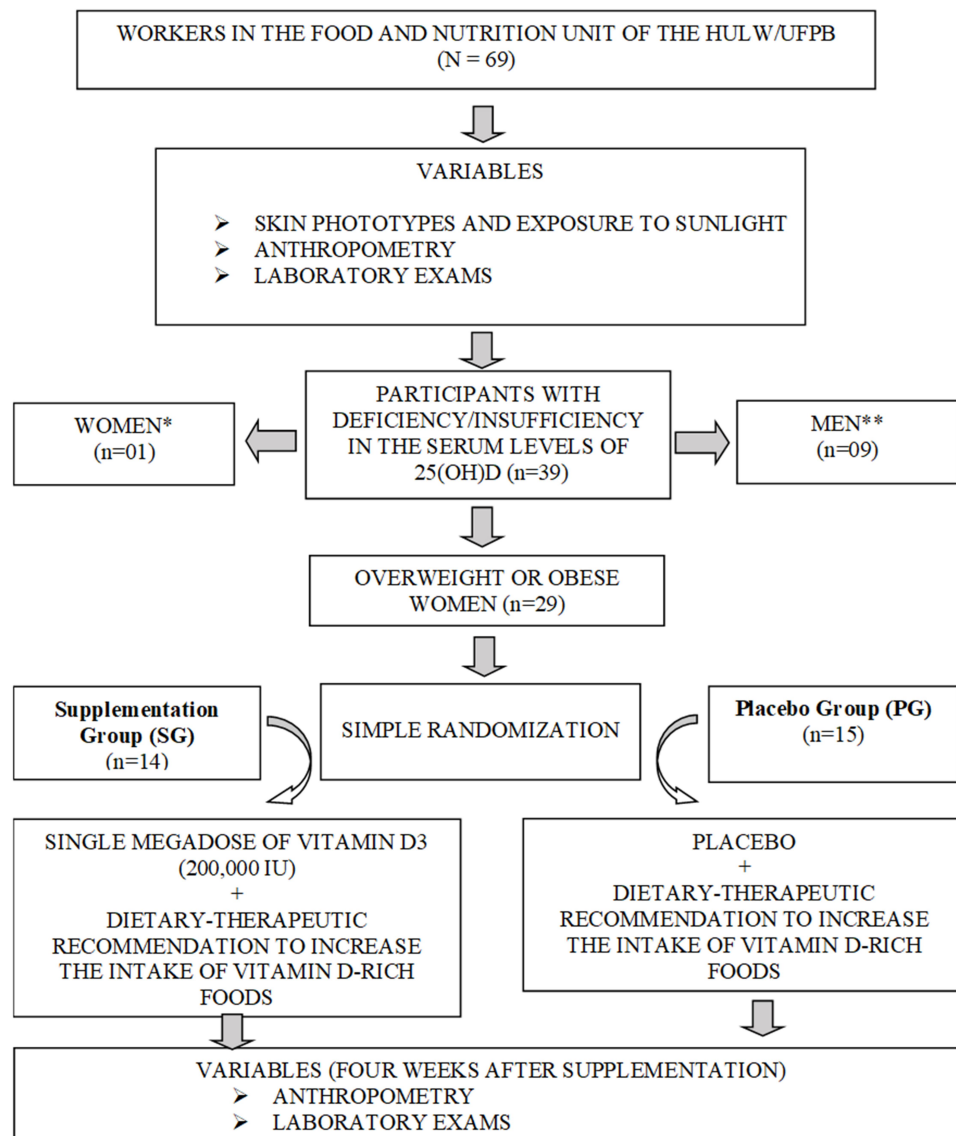 WORKERS IN THE FOOD AND NUTRITION UNIT OF THE HULW/UFPB
(N = 69)
VARIABLES
➢ SKIN PHOTOTYPES AND EXPOSURE TO SUNLIGHT
➢ ANTHROPOMETRY
➢ LABORATORY EXAMS
WOMEN*
(n=01)
PARTICIPANTS WITH
DEFICIENCY/INSUFFICIENCY
IN THE SERUM LEVELS OF
25(OH)D (n=39)
MEN**
(n=09)
OVERWEIGHT OR OBESE
WOMEN (n=29)
Supplementation
Group (SG)
(n=14)
SIMPLE RANDOMIZATION
Placebo Group (PG)
(n=15)
SINGLE MEGADOSE OF VITAMIN D3
(200,000 IU)
+
DIETARY-THERAPEUTIC
RECOMMENDATION TO INCREASE
THE INTAKE OF VITAMIN D-RICH
FOODS
PLACEBO
+
DIETARY-THERAPEUTIC
RECOMMENDATION TO INCREASE
THE INTAKE OF VITAMIN D-RICH
FOODS
VARIABLES (FOUR WEEKS AFTER SUPPLEMENTATION)
➢ ANTHROPOMETRY
➢ LABORATORY EXAMS